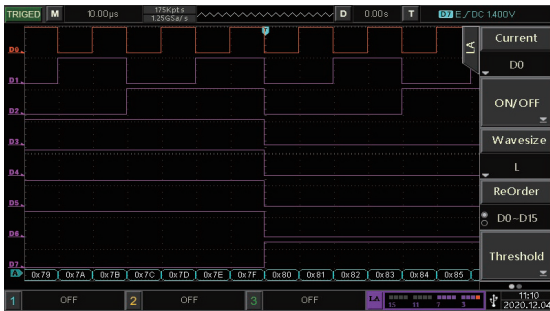 TRIGED M 10.00μs 175Kpts 1.25GSa/s D 0.00s T D7 E DC 1.400V
T
LA
Current
D0
ON/OFF
Wavesize
L
ReOrder
D0~D15
Threshold
D0
D1
D2
D3
D4
D5
D6
D7
A 0x79 0x7A 0x7B 0x7C 0x7D 0x7E 0x7F 0x80 0x81 0x82 0x83 0x84 0x85
1 OFF 2 OFF 3 OFF LA 15 11 7 3 11:10
2020.12.04